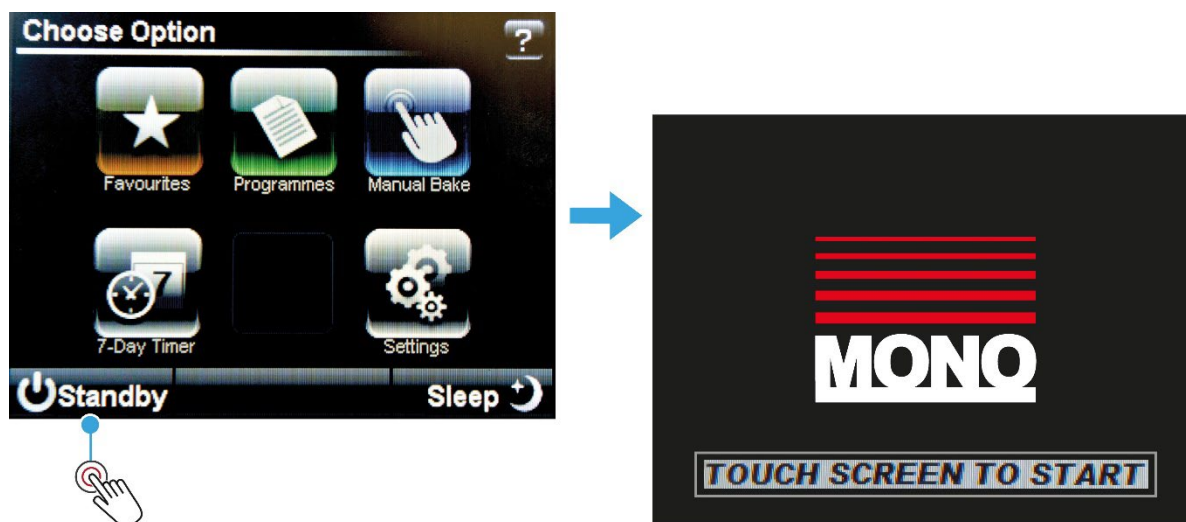 Choose Option
?
Favourites
Programmes
Manual Bake
7
7-Day Timer
Settings
Standby
Sleep
MONO
TOUCH SCREEN TO START